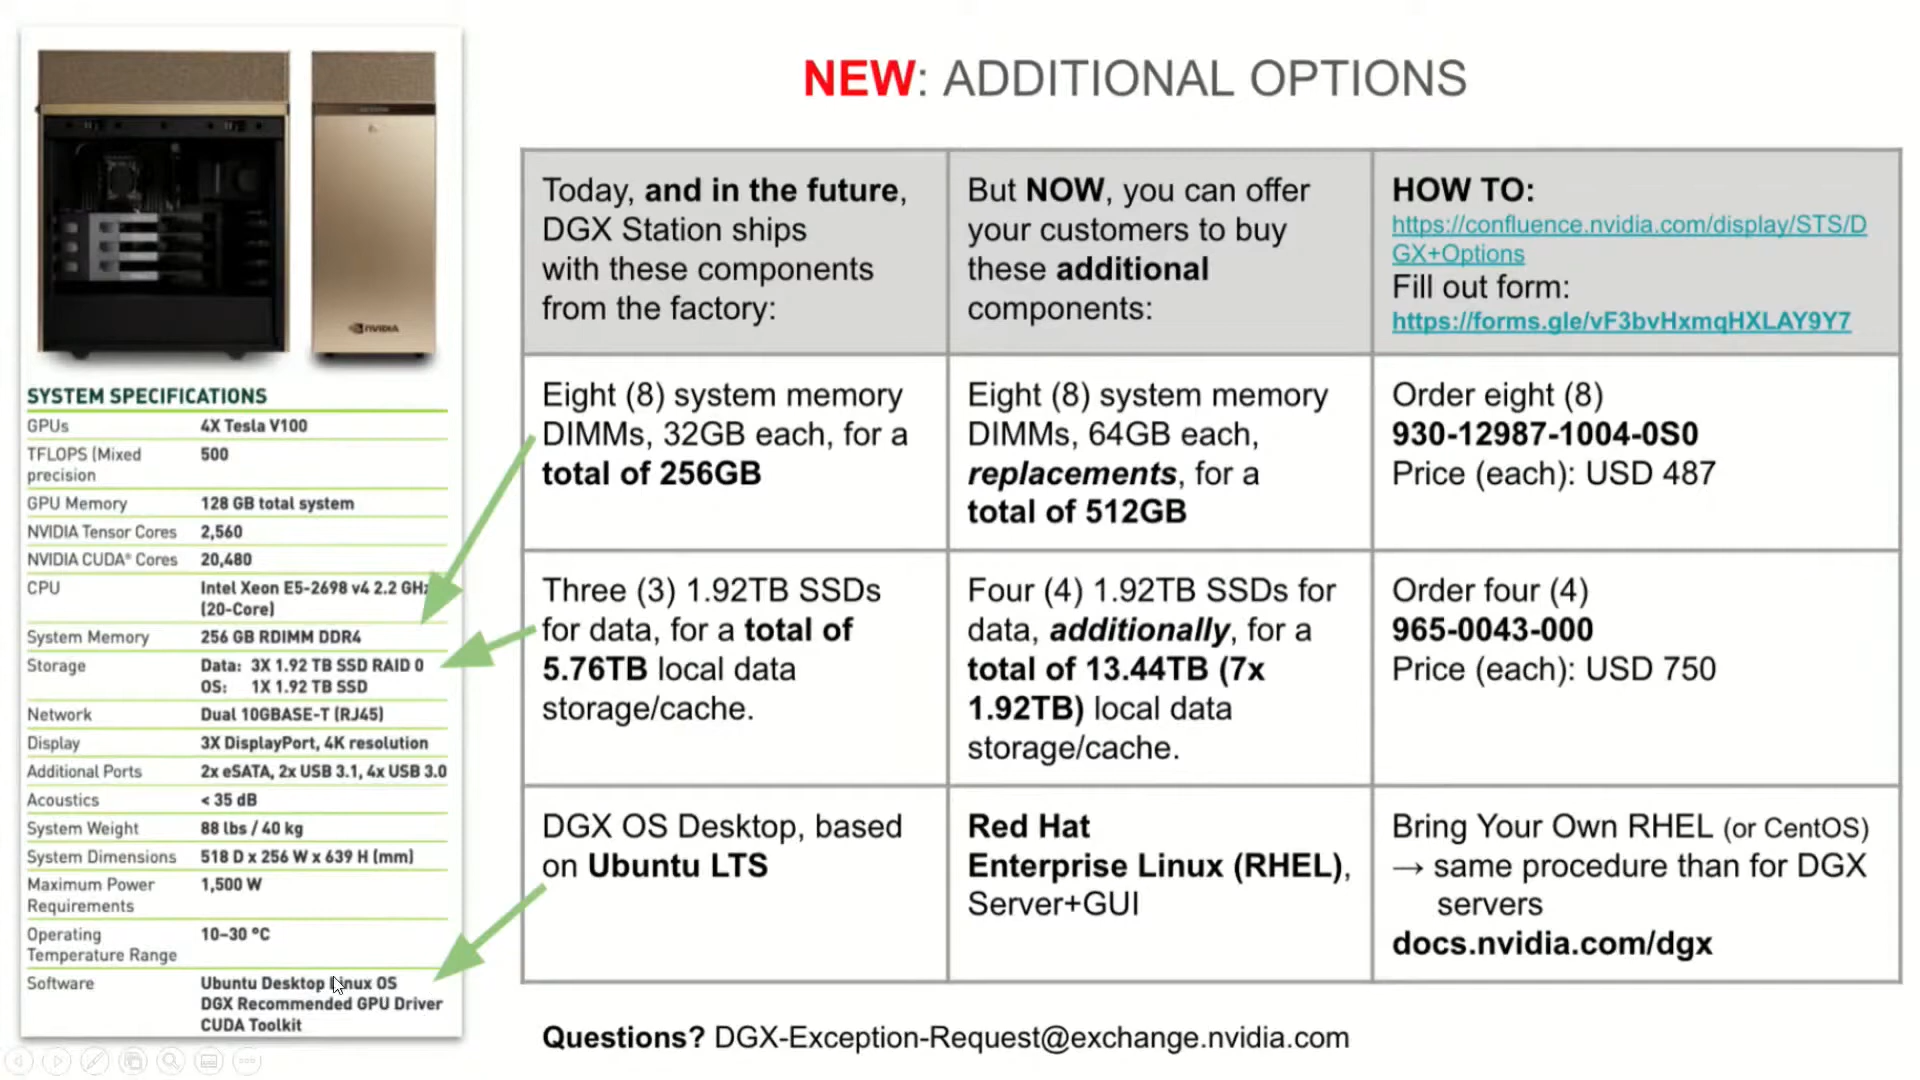 NVIDIA
SYSTEM SPECIFICATIONS
GPUs 4X Tesla V100
TFLOPS (Mixed precision 500
GPU Memory 128 GB total system
NVIDIA Tensor Cores 2,560
NVIDIA CUDA® Cores 20,480
CPU Intel Xeon E5-2698 v4 2.2 GHz
(20-Core)
System Memory 256 GB RDIMM DDR4
Storage Data: 3X 1.92 TB SSD RAID 0
OS: 1X 1.92 TB SSD
Network Dual 10GBASE-T (RJ45)
Display 3X DisplayPort, 4K resolution
Additional Ports 2x eSATA, 2x USB 3.1, 4x USB 3.0
Acoustics < 35 dB
System Weight 88 lbs / 40 kg
System Dimensions 518 D x 256 W x 639 H (mm)
Maximum Power Requirements 1,500 W
Operating Temperature Range 10–30 °C
Software Ubuntu Desktop Linux OS
DGX Recommended GPU Driver
CUDA Toolkit
NEW: ADDITIONAL OPTIONS
Today, and in the future,
DGX Station ships
with these components
from the factory:
But NOW, you can offer
your customers to buy
these additional
components:
HOW TO:
https://confluence.nvidia.com/display/STS/D
GX+Options
Fill out form:
https://forms.gle/vF3bvHxmqHXLAY9Y7
Eight (8) system memory
DIMMs, 32GB each, for a
total of 256GB
Eight (8) system memory
DIMMs, 64GB each,
replacements, for a
total of 512GB
Order eight (8)
930-12987-1004-0S0
Price (each): USD 487
Three (3) 1.92TB SSDs
for data, for a total of
5.76TB local data
storage/cache.
Four (4) 1.92TB SSDs for
data, additionally, for a
total of 13.44TB (7x
1.92TB) local data
storage/cache.
Order four (4)
965-0043-000
Price (each): USD 750
DGX OS Desktop, based
on Ubuntu LTS
Red Hat
Enterprise Linux (RHEL),
Server+GUI
Bring Your Own RHEL (or CentOS)
→ same procedure than for DGX
servers
docs.nvidia.com/dgx
Questions? DGX-Exception-Request@exchange.nvidia.com